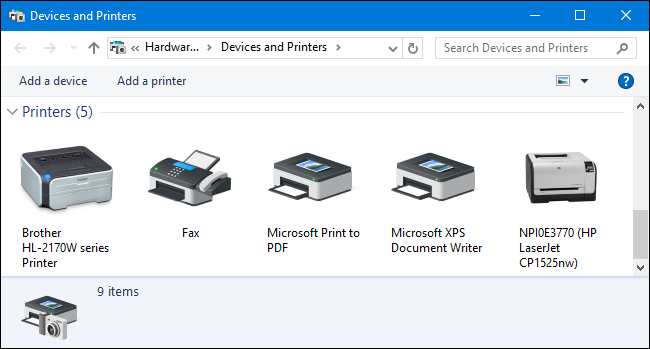 Devices and Printers
« Hardwar... > Devices and Printers >
Search Devices and Printers
Add a device
Add a printer
?
Printers (5)
Brother
HL-2170W series
Printer
Fax
Microsoft Print to
PDF
Microsoft XPS
Document Writer
NPI0E3770 (HP
LaserJet
CP1525nw)
9 items